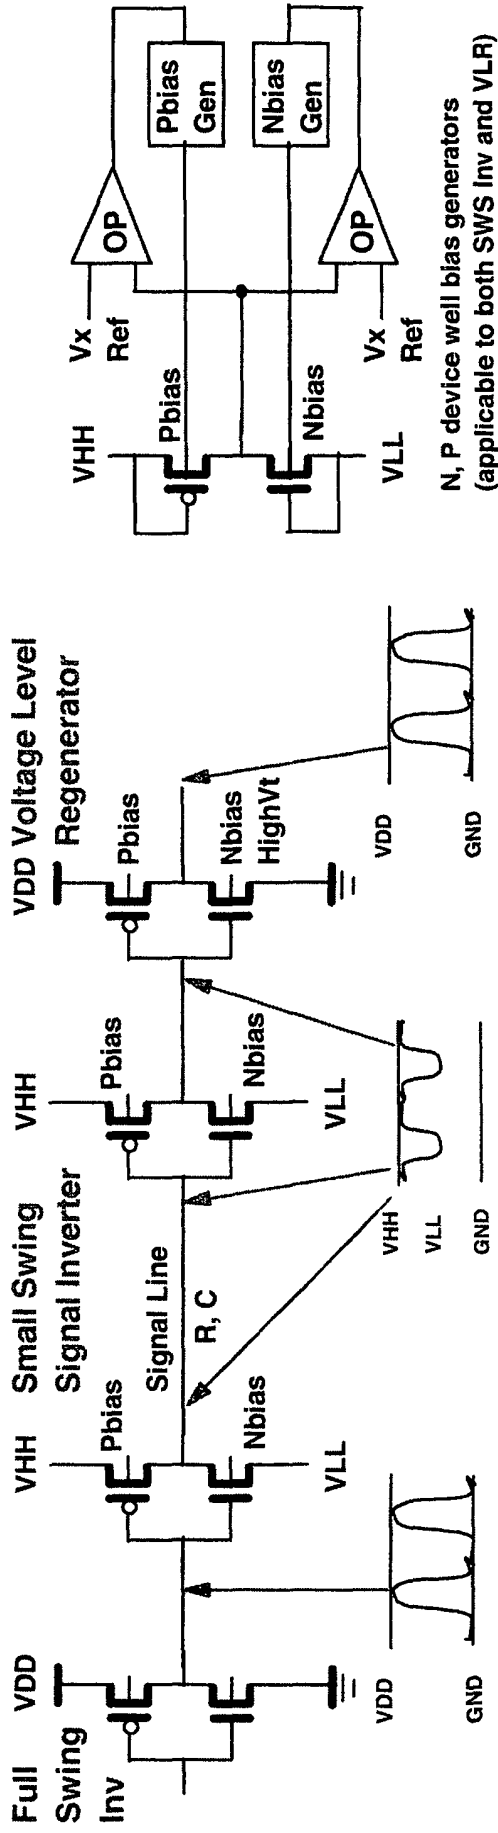 Full
Swing
Inv
VDD
VDD
GND
VHH
Small Swing
Signal Inverter
Pbias
Signal Line
R, C
Nbias
VLL
VHH
Pbias
Nbias
VLL
VHH
VLL
GND
VDD Voltage Level
Regenerator
Pbias
Nbias
HighVt
VDD
GND
VHH
Pbias
Nbias
VLL
Vx
Ref
OP
Pbias
Gen
Nbias
Gen
Vx
Ref
OP
N, P device well bias generators
(applicable to both SWS Inv and VLR)